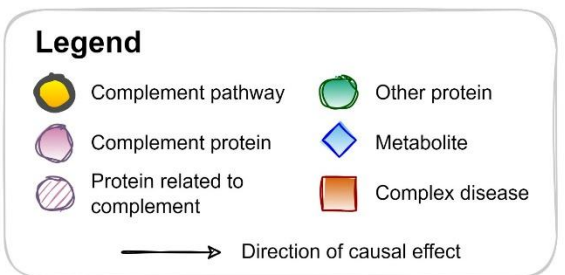 Legend
Complement pathway
Other protein
Complement protein
Metabolite
Protein related to
complement
Complex disease
Direction of causal effect